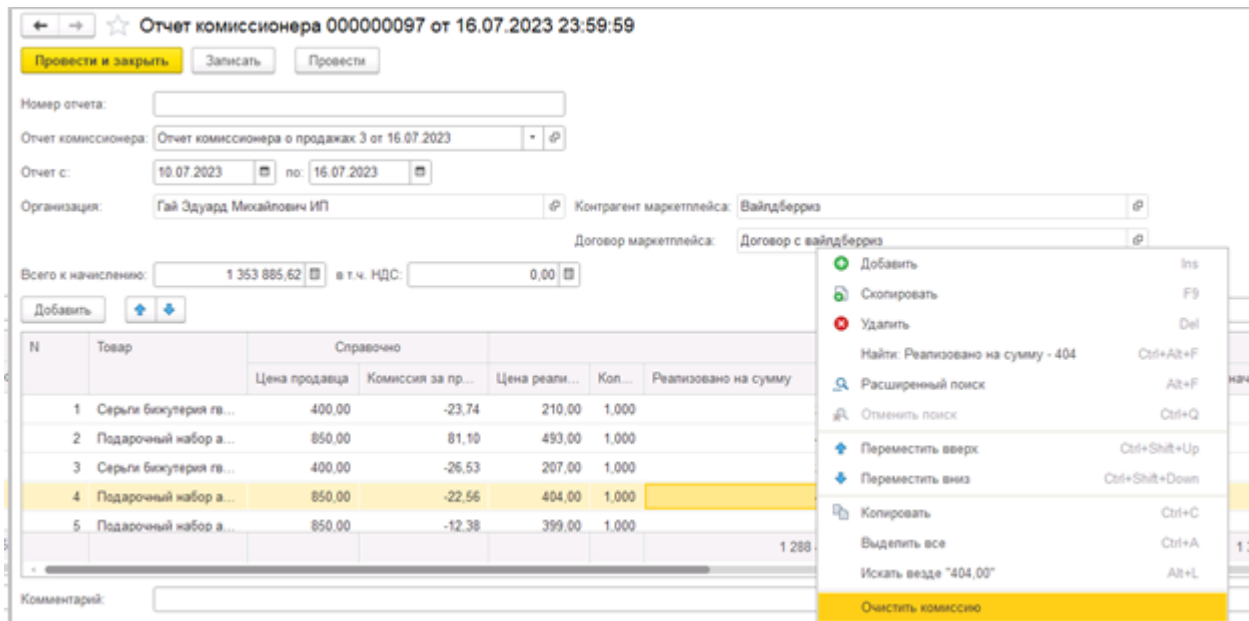 Отчет комиссионера 000000097 от 16.07.2023 23:59:59
Провести и закрыть Записать Провести
Номер отчета:
Отчет комиссионера: Отчет комиссионера о продажах 3 от 16.07.2023
Отчет с: 10.07.2023 по: 16.07.2023
Организация: Гай Эдуард Михайлович ИП Контрагент маркетплейса: Вайлдберриз
Договор маркетплейса: Договор с вайлдберриз
Всего к начислению: 1 353 885,62 в т.ч. НДС: 0,00
Добавить
N Товар Справочно
Цена продавца Комиссия за пр... Цена реали... Кол... Реализовано на сумму
1 Серьги бижутерия гв... 400,00 -23,74 210,00 1,000
2 Подарочный набор а... 850,00 81,10 493,00 1,000
3 Серьги бижутерия гв... 400,00 -26,53 207,00 1,000
4 Подарочный набор а... 850,00 -22,56 404,00 1,000
5 Подарочный набор а... 850,00 -12,38 399,00 1,000
1 288
Комментарий:
Добавить Ins
Скопировать F9
Удалить Del
Найти: Реализовано на сумму - 404 Ctrl+Alt+F
Расширенный поиск Alt+F
Отменить поиск Ctrl+Q
Переместить вверх Ctrl+Shift+Up
Переместить вниз Ctrl+Shift+Down
Копировать Ctrl+C
Выделить все Ctrl+A
Искать везде "404,00" Alt+L
Очистить комиссию